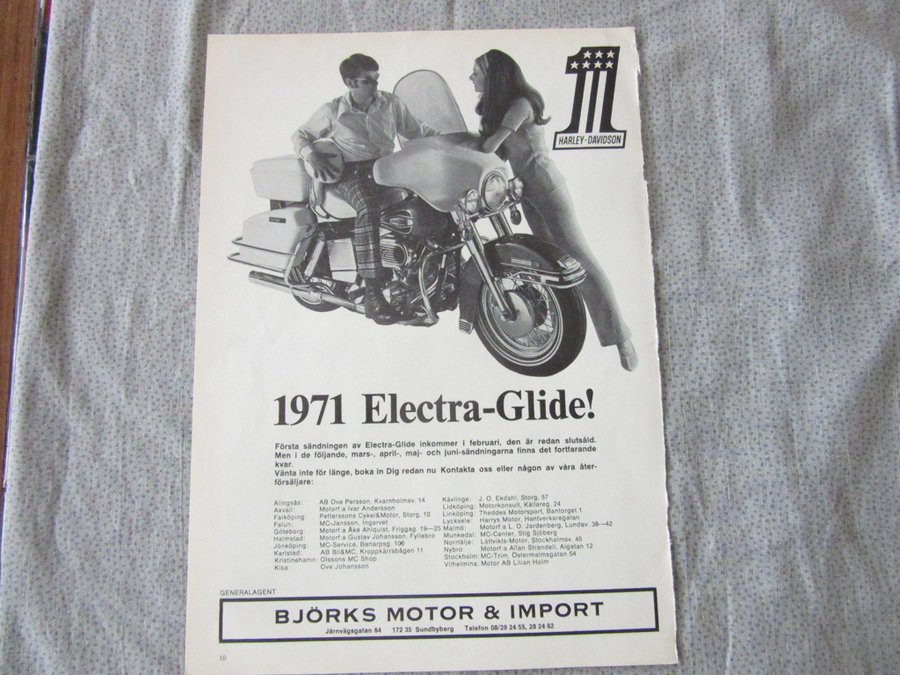 1
HARLEY-DAVIDSON
1971 Electra-Glide!
Första sändningen av Electra-Glide inkommer i februari, den är redan slutsåld.
Men i de följande, mars-, april-, maj- och juni-sändningarna finns det fortfarande
kvar.
Vänta inte för länge, boka in Dig redan nu Kontakta oss eller någon av våra åter-
försäljare:
Alingsås: AB Ove Persson, Kvarnholmsv. 14
Axvall: Motorf:a Ivar Andersson
Falköping: Petterssons Cykel&Motor, Storg. 10
Falun: MC-Jansson, Ingarvet
Göteborg: Motorf:a Åke Ahlquist, Friggag. 19—25
Halmstad: Motorf:a Gustav Johansson, Fyllebro
Jönköping MC-Service, Banarpsg. 106
Karlstad AB Bil&MC, Kroppkärrsbågen 11
Kristinehamn: Olssons MC Shop
Kisa: Ove Johansson
Kävlinge: J. O. Ekdahl, Storg. 57
Lidköping: Motorkonsult, Källareg. 24
Linköping Theddes Motorsport, Bantorget 1
Lycksele: Harrys Motor, Hantverkaregatan
Malmö Motorf:a L. O. Jardenberg, Lundav. 38—42
Munkedal: MC-Center, Stig Sjöberg
Norrtälje: Lättvikts-Motor, Stockholmsv. 45
Nybro Motorf:a Allan Strandell, Algatan 12
Stockholm: MC-Trim, Östermalmsgatan 54
Vilhelmina: Motor AB Lilian Holm
GENERALAGENT
BJÖRKS MOTOR & IMPORT
Järnvägsgatan 64 172 35 Sundbyberg Telefon 08/28 24 55, 28 24 62
10